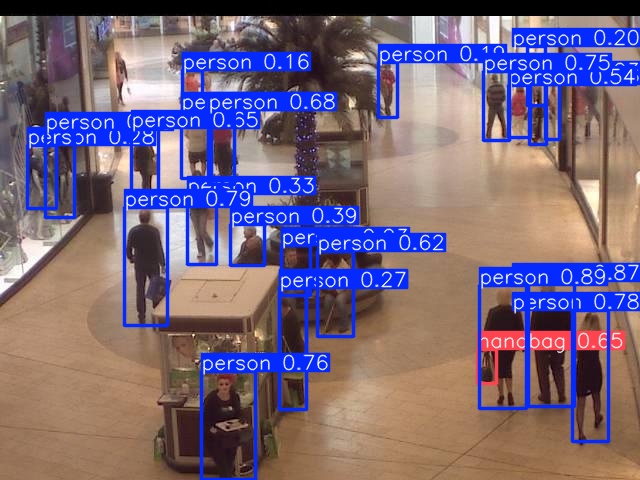 person 0.20
person 0.19
person 0.75
person 0.16
person 0.54
person 0.68
person 0.65
person
person 0.28
person 0.33
person 0.79
person 0.39
person 0.62
person 0.27
person 0.89
0.87
person 0.78
handbag 0.65
person 0.76